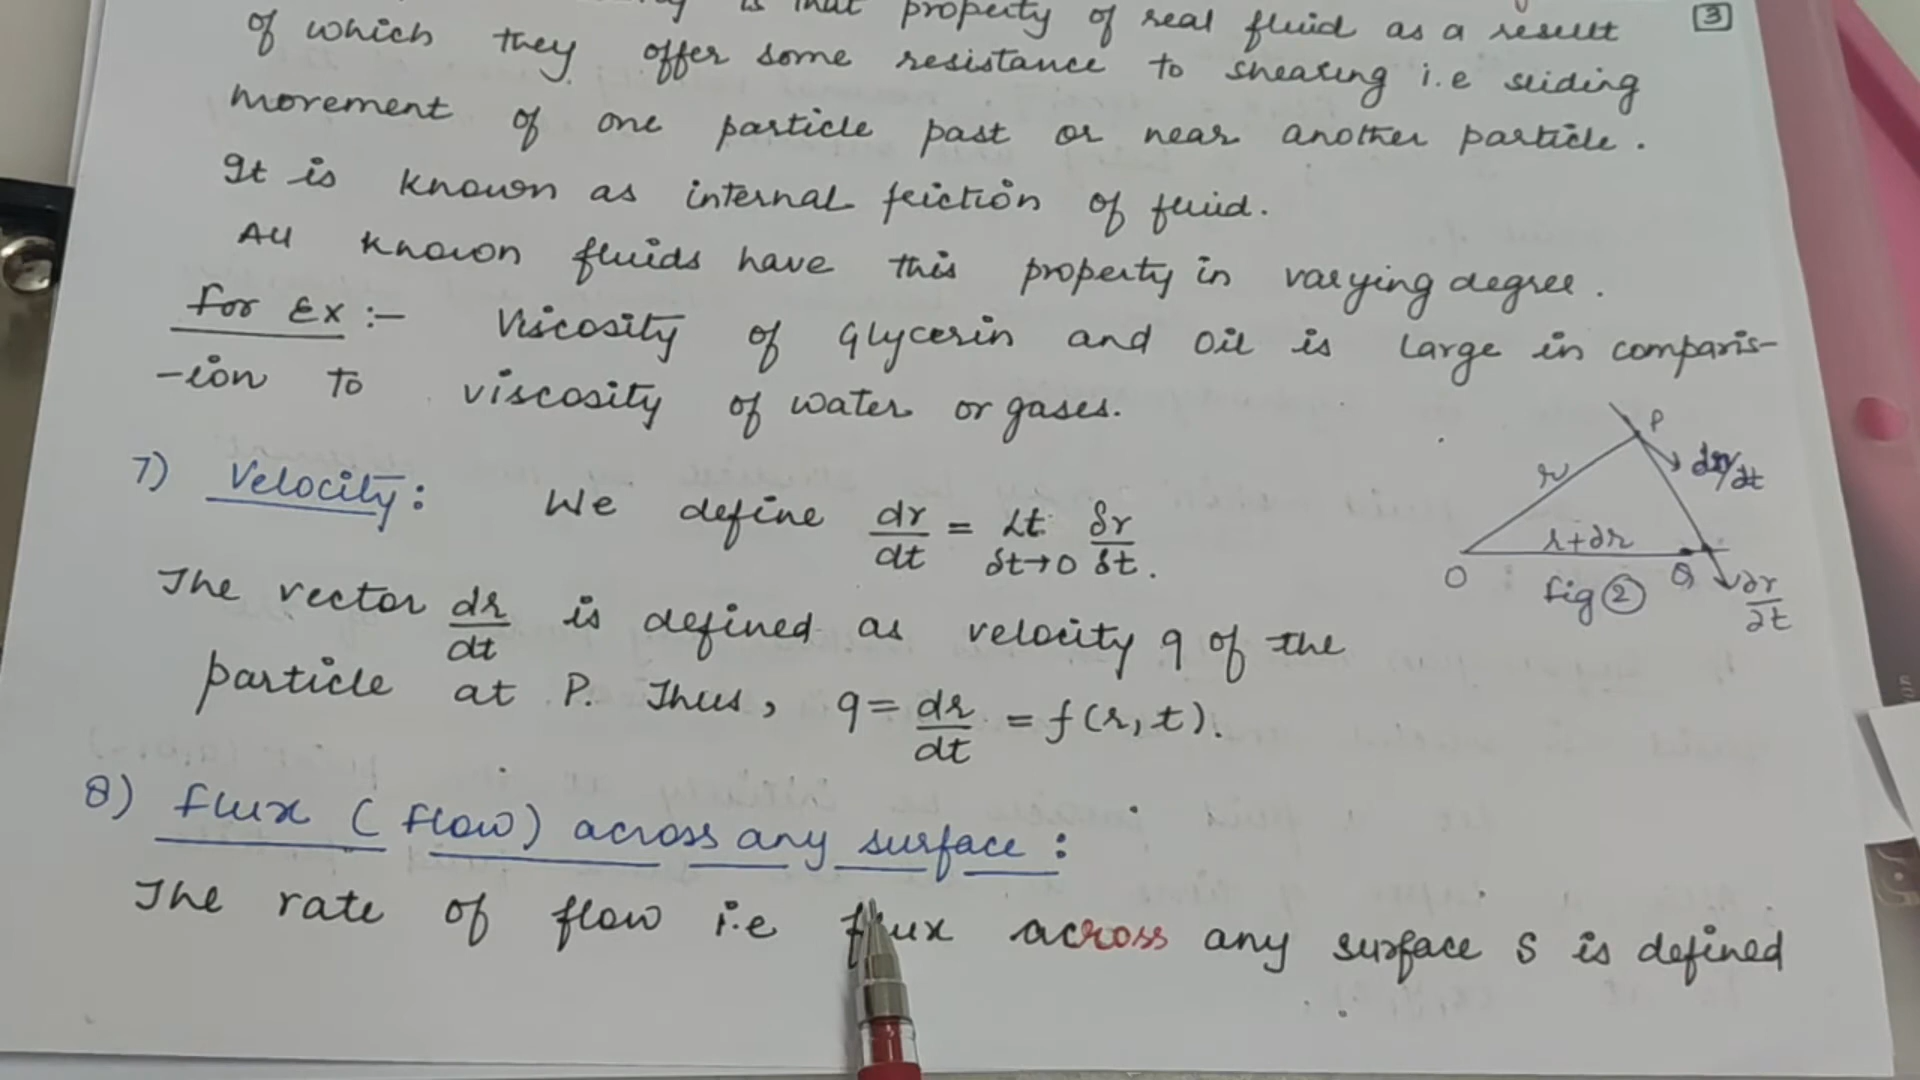 is that property of real fluid as a result
[3]
of which they offer some resistance to shearing i.e sliding
movement of one particle past or near another particle.
It is known as internal friction of fluid.
All known fluids have this property in varying degree.
For Ex :- Viscosity of Glycerin and oil is large in comparis-
-ion to viscosity of water or gases.
7) Velocity: We define dr/dt = Lt δt→0 δr/δt.
The vector dr/dt is defined as velocity q of the
particle at P. Thus, q = dr/dt = f(r, t).
P
r
dr/dt
r+∂r
O
Q
∂r/∂t
fig ②
8) Flux (Flow) across any surface:
The rate of flow i.e flux across any surface S is defined